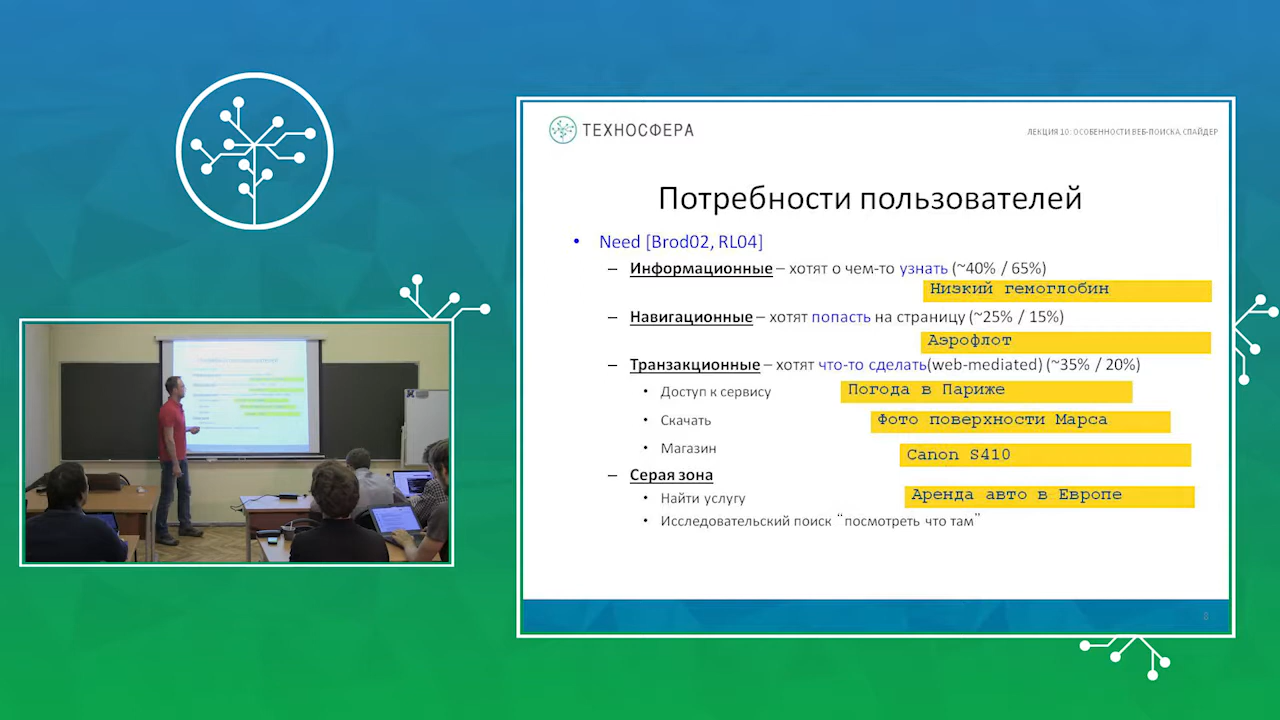 ТЕХНОСФЕРА
ЛЕКЦИЯ 10: ОСОБЕННОСТИ ВЕБ-ПОИСКА, СПАЙДЕР
Потребности пользователей
• Need [Brod02, RL04]
– Информационные – хотят о чем-то узнать (~40% / 65%)
Низкий гемоглобин
– Навигационные – хотят попасть на страницу (~25% / 15%)
Аэрофлот
– Транзакционные – хотят что-то сделать(web-mediated) (~35% / 20%)
• Доступ к сервису Погода в Париже
• Скачать Фото поверхности Марса
• Магазин Canon S410
– Серая зона
• Найти услугу Аренда авто в Европе
• Исследовательский поиск “посмотреть что там”